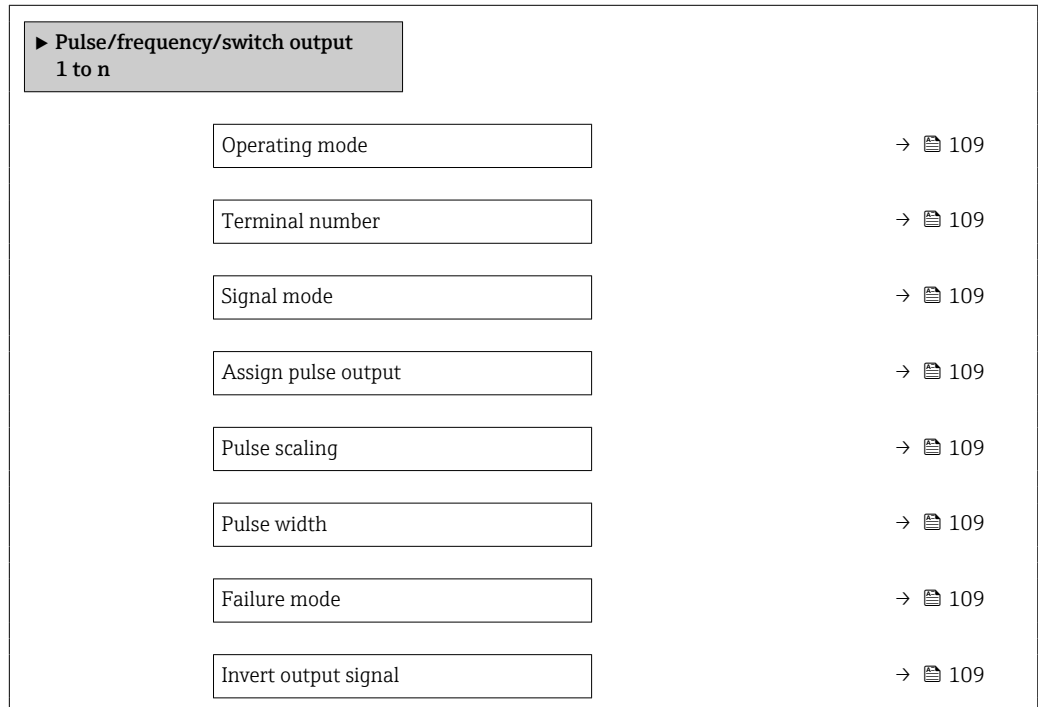 ► Pulse/frequency/switch output
1 to n
Operating mode → 109
Terminal number → 109
Signal mode → 109
Assign pulse output → 109
Pulse scaling → 109
Pulse width → 109
Failure mode → 109
Invert output signal → 109